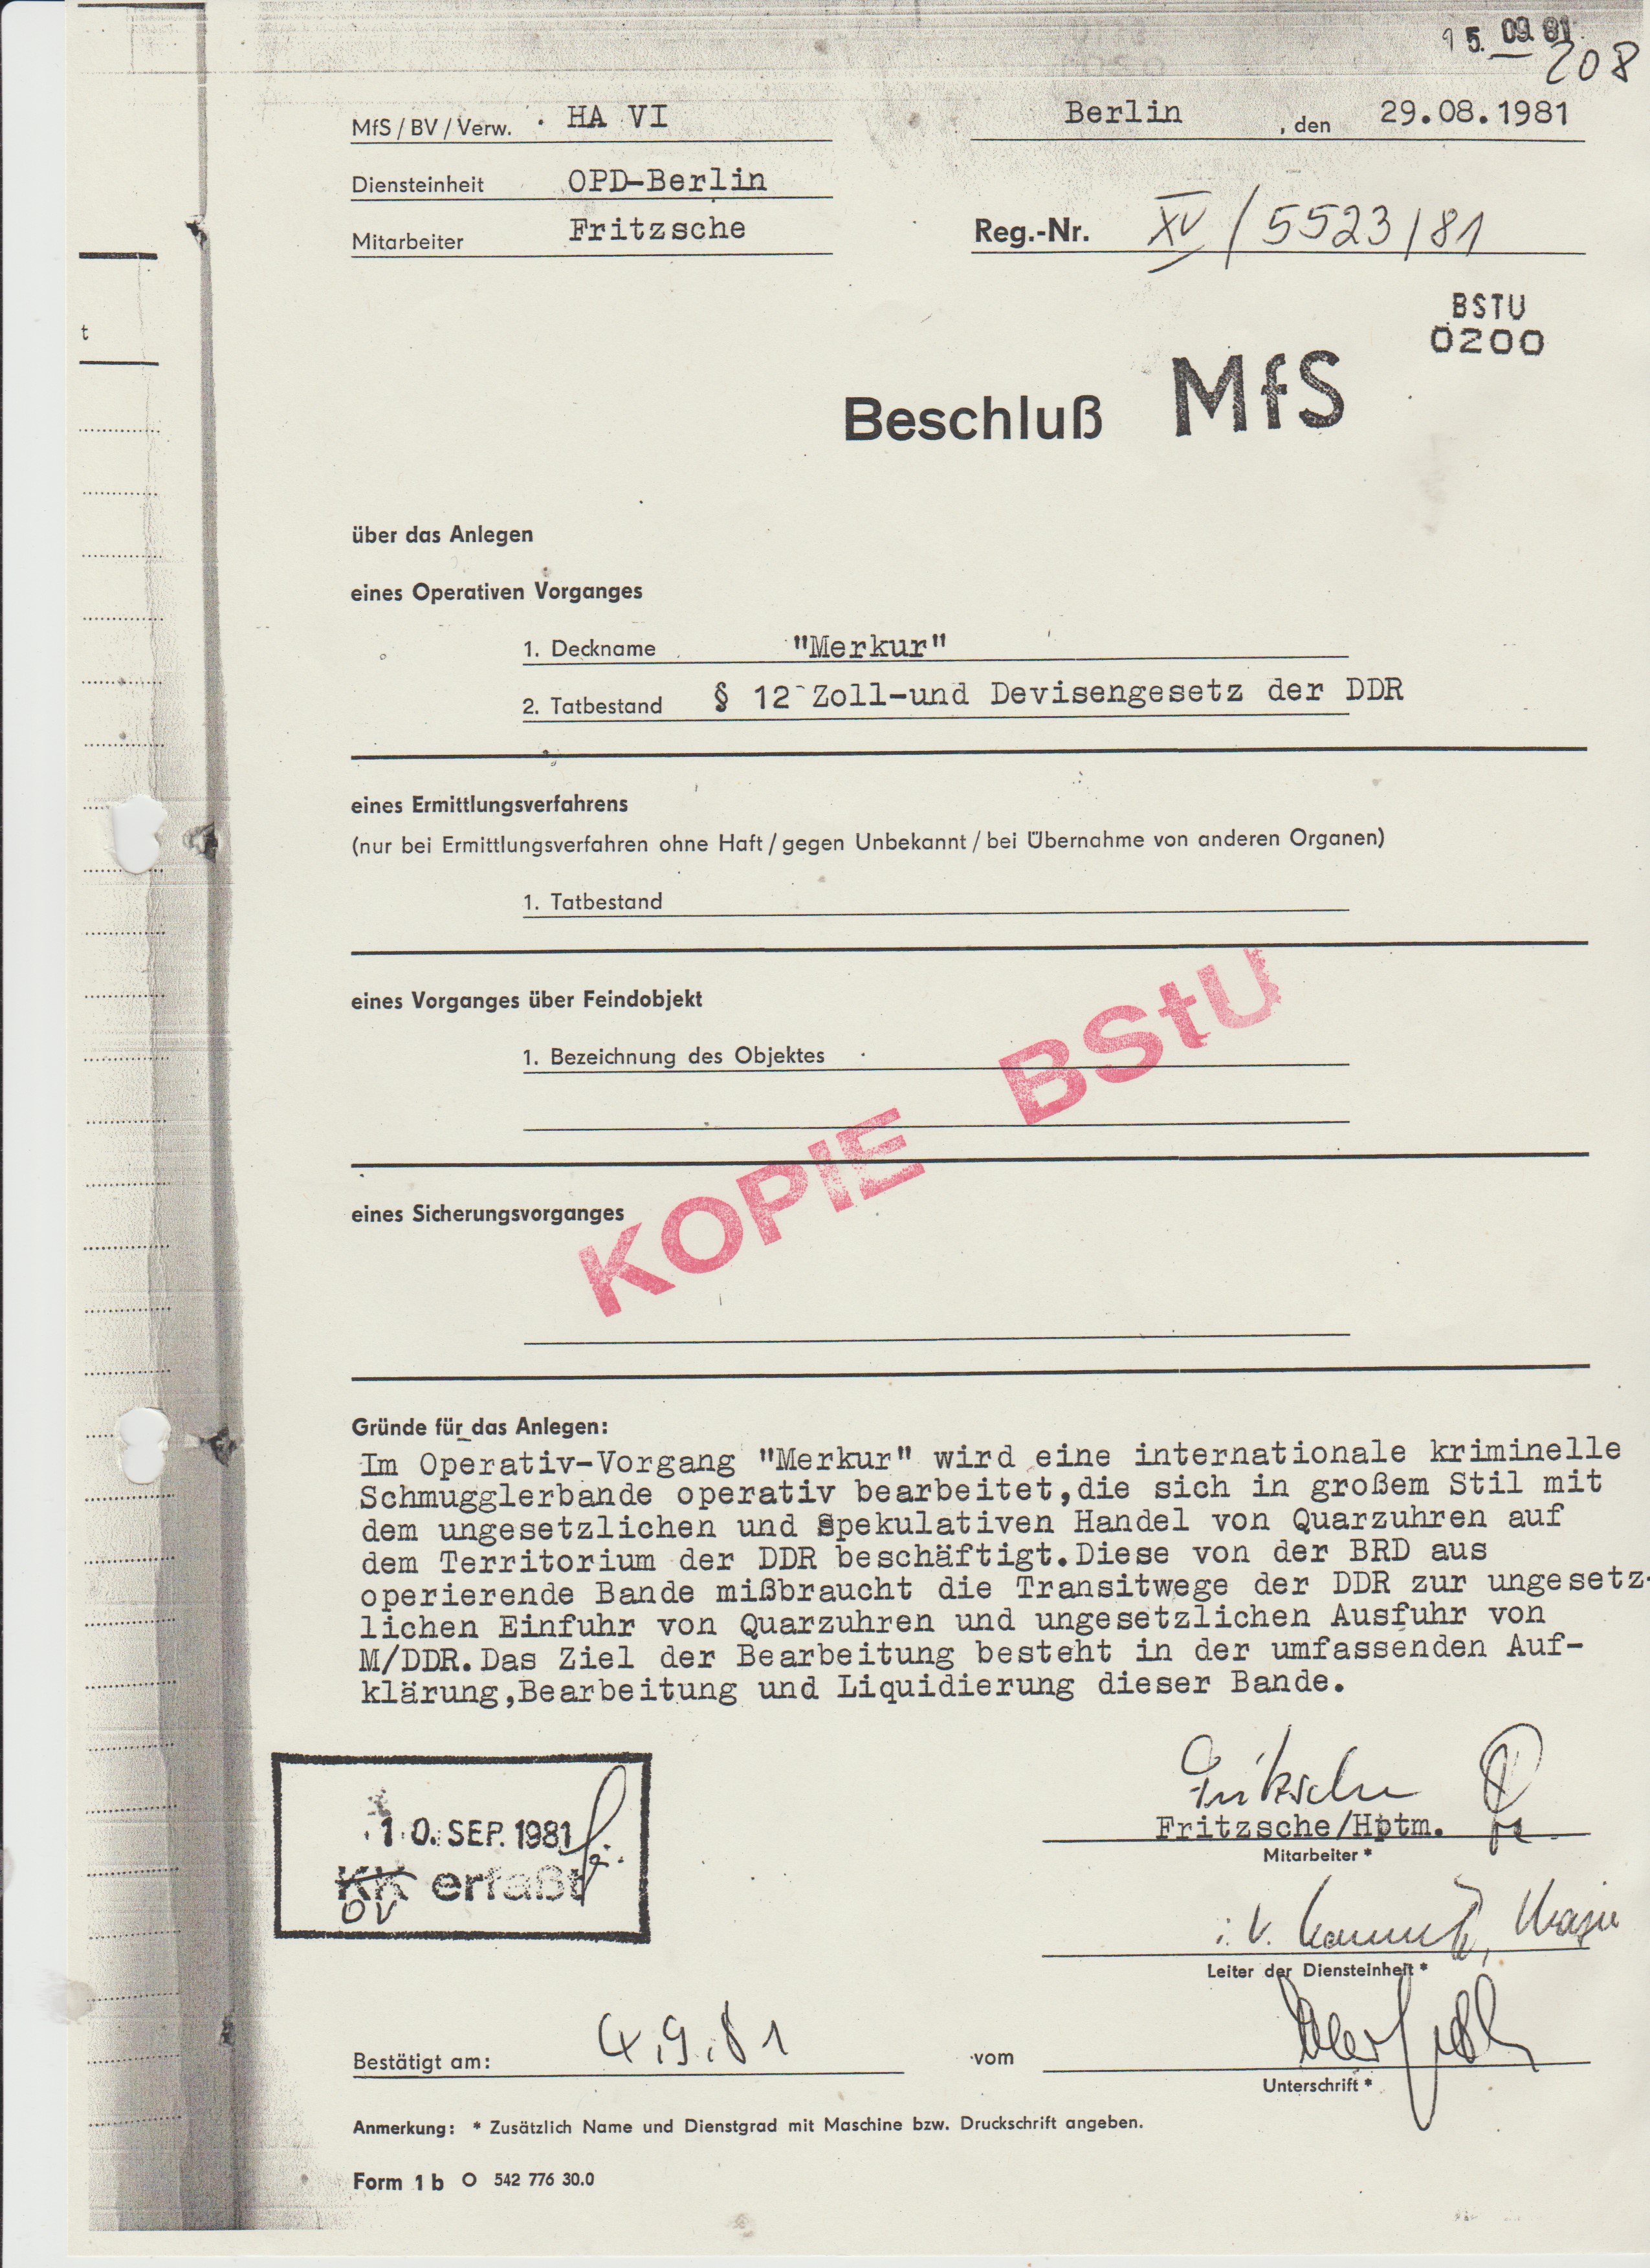 15.09.81
208
MfS / BV / Verw. HA VI
Berlin , den 29.08.1981
Diensteinheit OPD-Berlin
Mitarbeiter Fritzsche
Reg.-Nr. XV / 5523 / 81
BSTU
0200
Beschluß MfS
t
über das Anlegen
eines Operativen Vorganges
1. Deckname "Merkur"
2. Tatbestand § 12 Zoll-und Devisengesetz der DDR
eines Ermittlungsverfahrens
(nur bei Ermittlungsverfahren ohne Haft / gegen Unbekannt / bei Übernahme von anderen Organen)
1. Tatbestand
eines Vorganges über Feindobjekt
1. Bezeichnung des Objektes
KOPIE BStU
eines Sicherungsvorganges
Gründe für das Anlegen:
Im Operativ-Vorgang "Merkur" wird eine internationale kriminelle
Schmugglerbande operativ bearbeitet,die sich in großem Stil mit
dem ungesetzlichen und Spekulativen Handel von Quarzuhren auf
dem Territorium der DDR beschäftigt.Diese von der BRD aus
operierende Bande mißbraucht die Transitwege der DDR zur ungesetz-
lichen Einfuhr von Quarzuhren und ungesetzlichen Ausfuhr von
M/DDR.Das Ziel der Bearbeitung besteht in der umfassenden Auf-
klärung,Bearbeitung und Liquidierung dieser Bande.
10. SEP. 1981
KK erfaßt
OV
Fritzsche
Fritzsche/Hptm.
Mitarbeiter *
i. V.
Leiter der Diensteinheit *
Bestätigt am: 4.9.81 vom
Unterschrift *
Anmerkung: * Zusätzlich Name und Dienstgrad mit Maschine bzw. Druckschrift angeben.
Form 1 b O 542 776 30.0